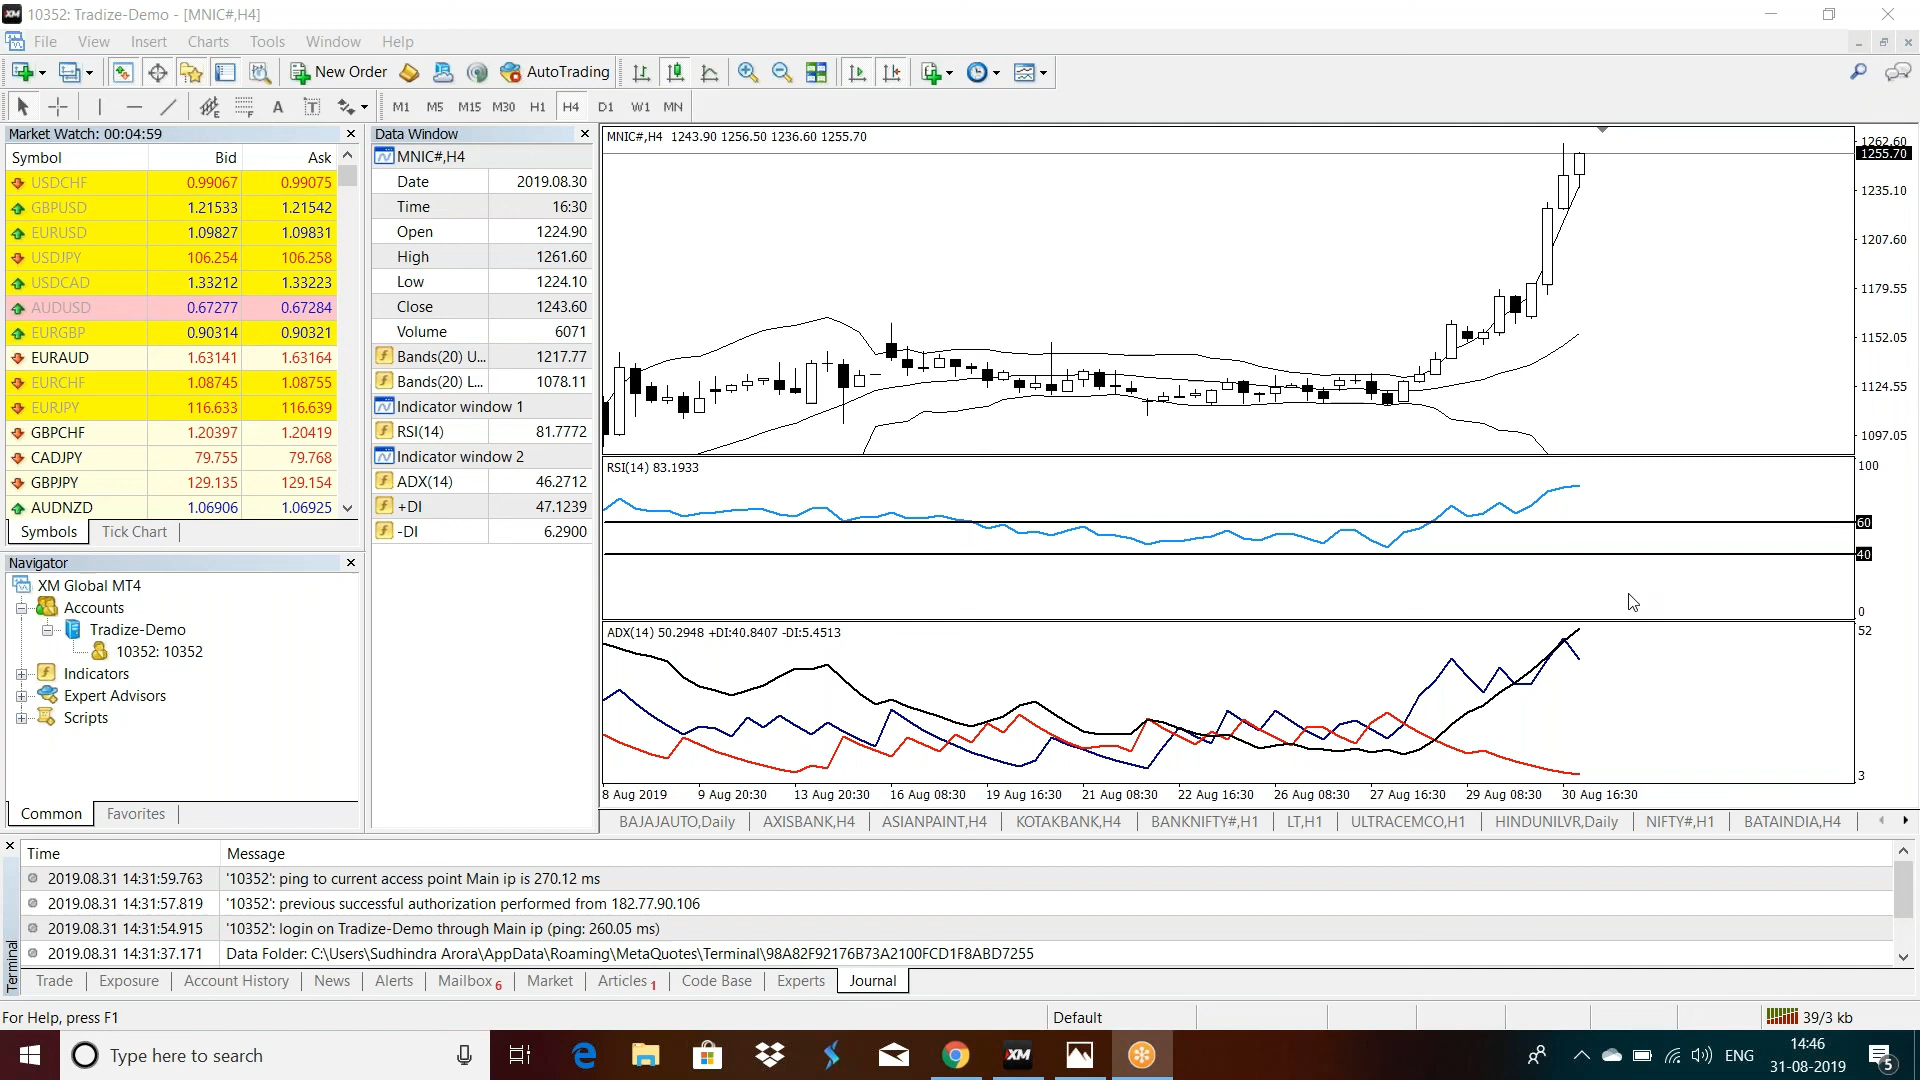 10352: Tradize-Demo - [MNIC#,H4]
File View Insert Charts Tools Window Help
New Order AutoTrading
M1 M5 M15 M30 H1 H4 D1 W1 MN
Market Watch: 00:04:59
Symbol Bid Ask
USDCHF 0.99067 0.99075
GBPUSD 1.21533 1.21542
EURUSD 1.09827 1.09831
USDJPY 106.254 106.258
USDCAD 1.33212 1.33223
AUDUSD 0.67277 0.67284
EURGBP 0.90314 0.90321
EURAUD 1.63141 1.63164
EURCHF 1.08745 1.08755
EURJPY 116.633 116.639
GBPCHF 1.20397 1.20419
CADJPY 79.755 79.768
GBPJPY 129.135 129.154
AUDNZD 1.06906 1.06925
Symbols Tick Chart
Navigator
XM Global MT4
Accounts
Tradize-Demo
10352: 10352
Indicators
Expert Advisors
Scripts
Common Favorites
Data Window
MNIC#,H4
Date 2019.08.30
Time 16:30
Open 1224.90
High 1261.60
Low 1224.10
Close 1243.60
Volume 6071
Bands(20) U... 1217.77
Bands(20) L... 1078.11
Indicator window 1
RSI(14) 81.7772
Indicator window 2
ADX(14) 46.2712
+DI 47.1239
-DI 6.2900
MNIC#,H4 1243.90 1256.50 1236.60 1255.70
1262.60
1255.70
1235.10
1207.60
1179.55
1152.05
1124.55
1097.05
RSI(14) 83.1933
100
60
40
0
ADX(14) 50.2948 +DI:40.8407 -DI:5.4513
52
3
8 Aug 2019 9 Aug 20:30 13 Aug 20:30 16 Aug 08:30 19 Aug 16:30 21 Aug 08:30 22 Aug 16:30 26 Aug 08:30 27 Aug 16:30 29 Aug 08:30 30 Aug 16:30
BAJAJAUTO,Daily AXISBANK,H4 ASIANPAINT,H4 KOTAKBANK,H4 BANKNIFTY#,H1 LT,H1 ULTRACEMCO,H1 HINDUNILVR,Daily NIFTY#,H1 BATAINDIA,H4
Time Message
2019.08.31 14:31:59.763 '10352': ping to current access point Main ip is 270.12 ms
2019.08.31 14:31:57.819 '10352': previous successful authorization performed from 182.77.90.106
2019.08.31 14:31:54.915 '10352': login on Tradize-Demo through Main ip (ping: 260.05 ms)
2019.08.31 14:31:37.171 Data Folder: C:\Users\Sudhindra Arora\AppData\Roaming\MetaQuotes\Terminal\98A82F92176B73A2100FCD1F8ABD7255
Terminal
Trade Exposure Account History News Alerts Mailbox 6 Market Articles 1 Code Base Experts Journal
For Help, press F1 Default 39/3 kb
Type here to search
ENG
14:46
31-08-2019
5